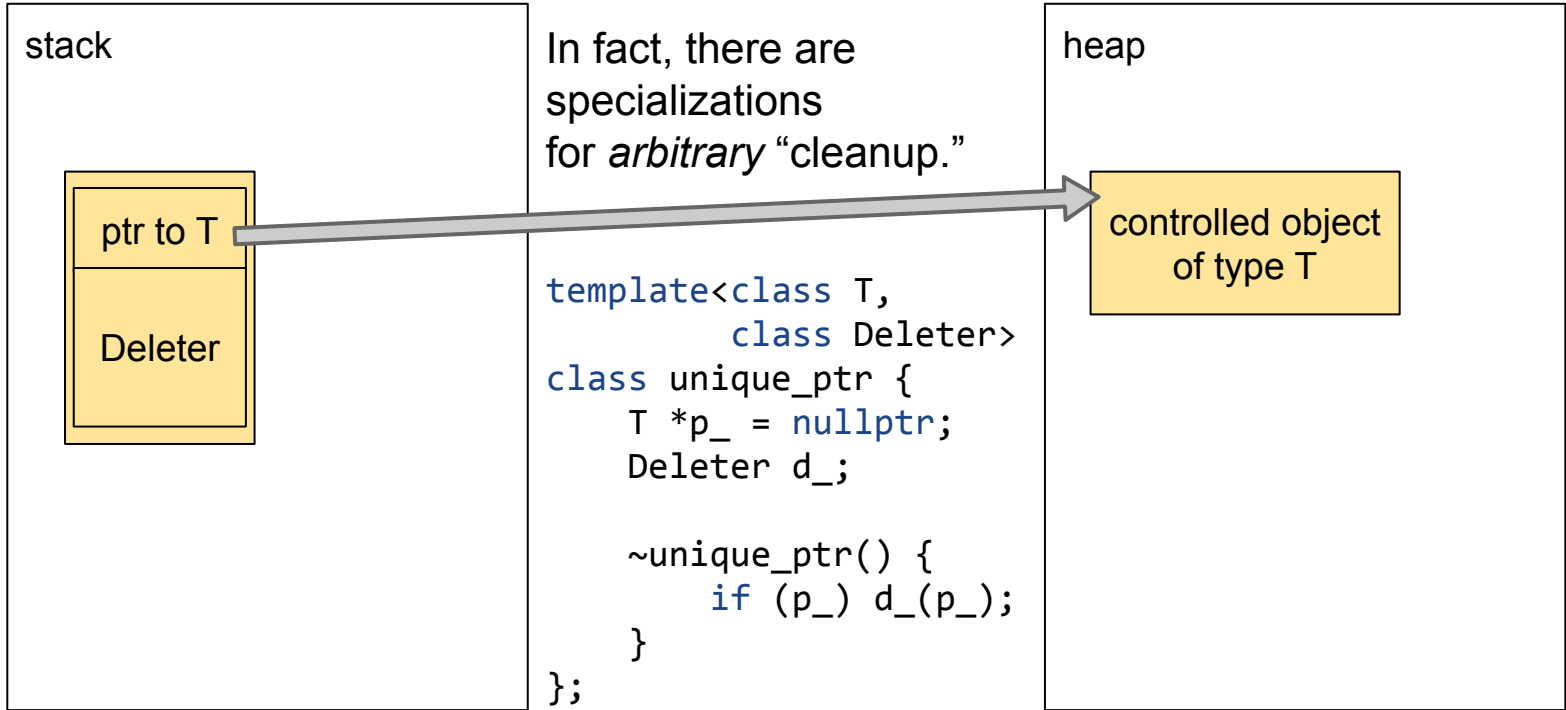 stack
ptr to T
Deleter
In fact, there are
specializations
for arbitrary “cleanup.”
template<class T,
         class Deleter>
class unique_ptr {
    T *p_ = nullptr;
    Deleter d_;
    ~unique_ptr() {
        if (p_) d_(p_);
    }
};
heap
controlled object
of type T